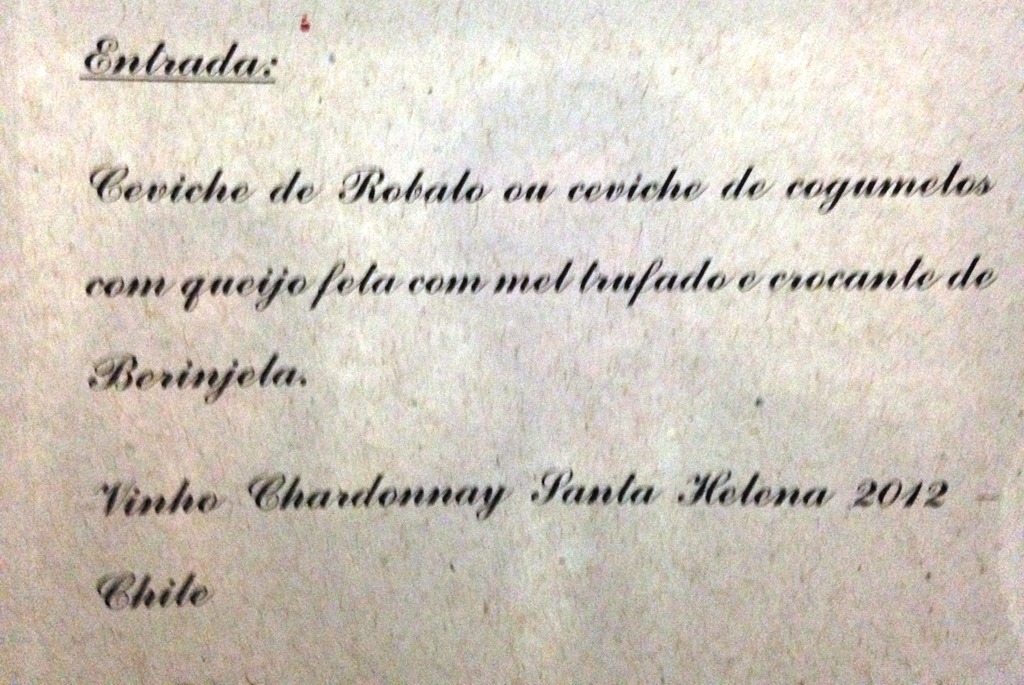 Entrada:
Ceviche de Robalo ou ceviche de cogumelos
com queijo feta com mel trufado e crocante de
Berinjela.
Vinho Chardonnay Santa Helena 2012 –
Chile